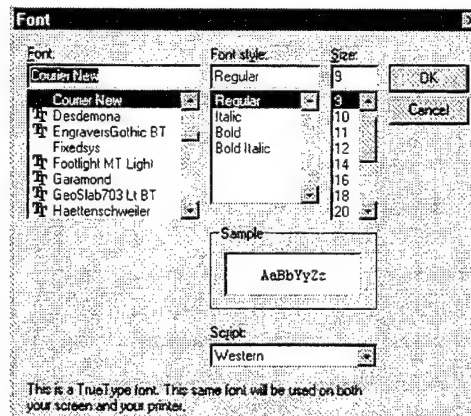 Font
Font:
Font style:
Size:
Courier New
Regular
9
OK
Cancel
Courier New
Desdemona
EngraversGothic BT
Fixedsys
Footlight MT Light
Garamond
GeoSlab703 Lt BT
Haettenschweiler
Regular
Italic
Bold
Bold Italic
9
10
11
12
14
16
18
20
Sample
AaBbYyZz
Script:
Western
This is a TrueType font. This same font will be used on both
your screen and your printer.